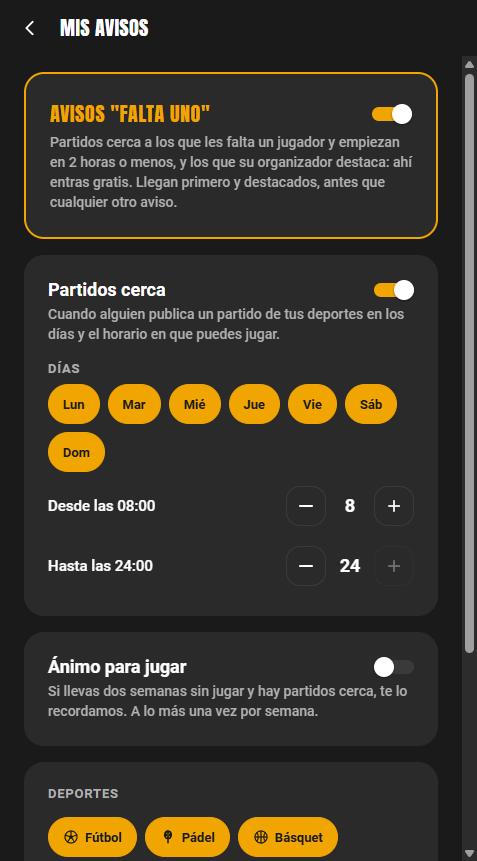 MIS AVISOS
AVISOS "FALTA UNO"
Partidos cerca a los que les falta un jugador y empiezan
en 2 horas o menos, y los que su organizador destaca: ahí
entras gratis. Llegan primero y destacados, antes que
cualquier otro aviso.
Partidos cerca
Cuando alguien publica un partido de tus deportes en los
días y el horario en que puedes jugar.
DÍAS
Lun Mar Mié Jue Vie Sáb
Dom
Desde las 08:00 − 8 +
Hasta las 24:00 − 24 +
Ánimo para jugar
Si llevas dos semanas sin jugar y hay partidos cerca, te lo
recordamos. A lo más una vez por semana.
DEPORTES
Fútbol Pádel Básquet